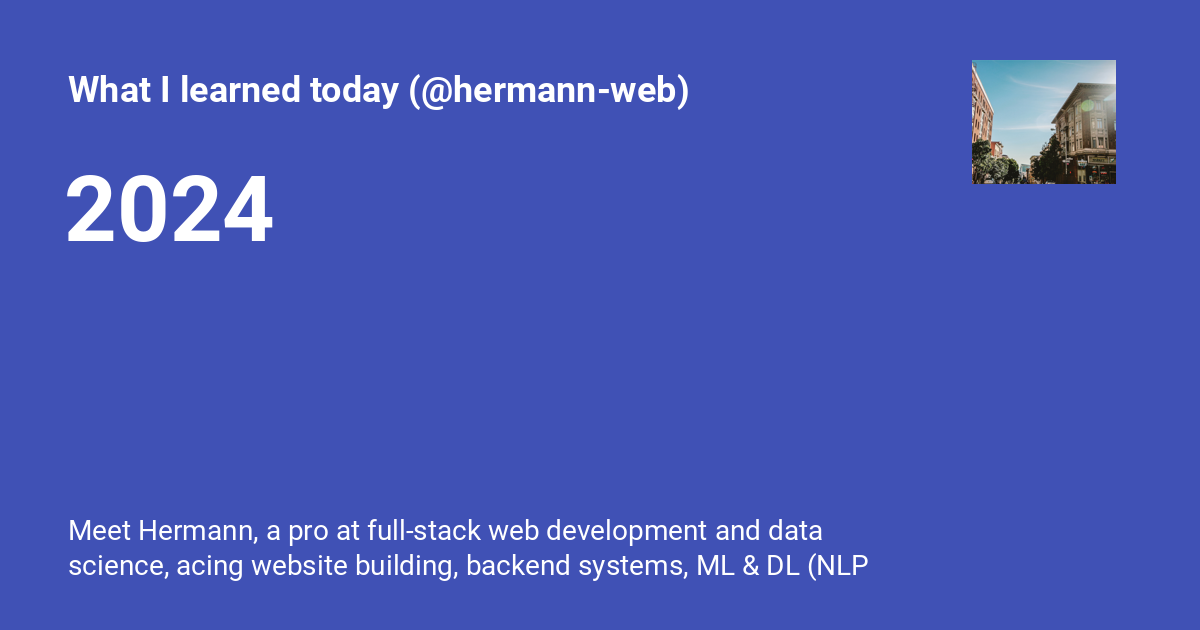 What I learned today (@hermann-web)
2024
Meet Hermann, a pro at full-stack web development and data
science, acing website building, backend systems, ML & DL (NLP